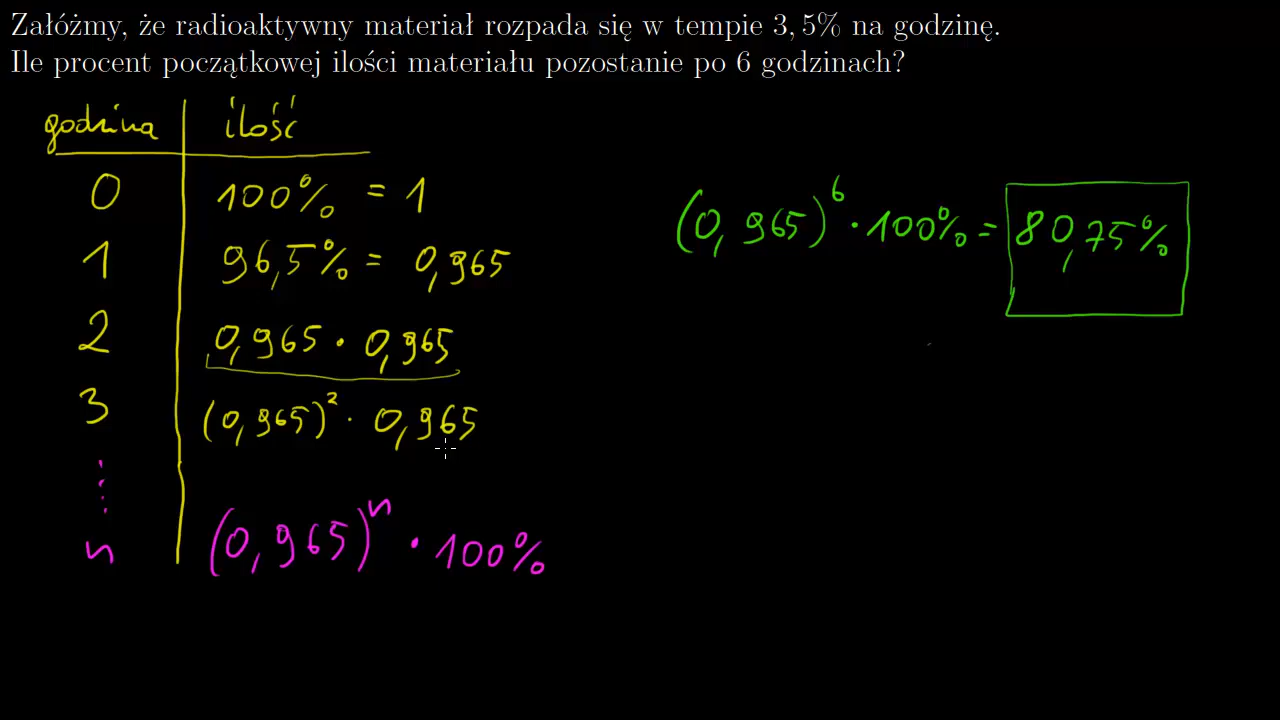 Załóżmy, że radioaktywny materiał rozpada się w tempie 3, 5% na godzinę.
Ile procent początkowej ilości materiału pozostanie po 6 godzinach?
godzina ilość
0 100% = 1
1 96,5% = 0,965
2 0,965 · 0,965
3 (0,965)² · 0,965
⋮
n (0,965)ⁿ · 100%
(0,965)⁶ · 100% = 80,75%